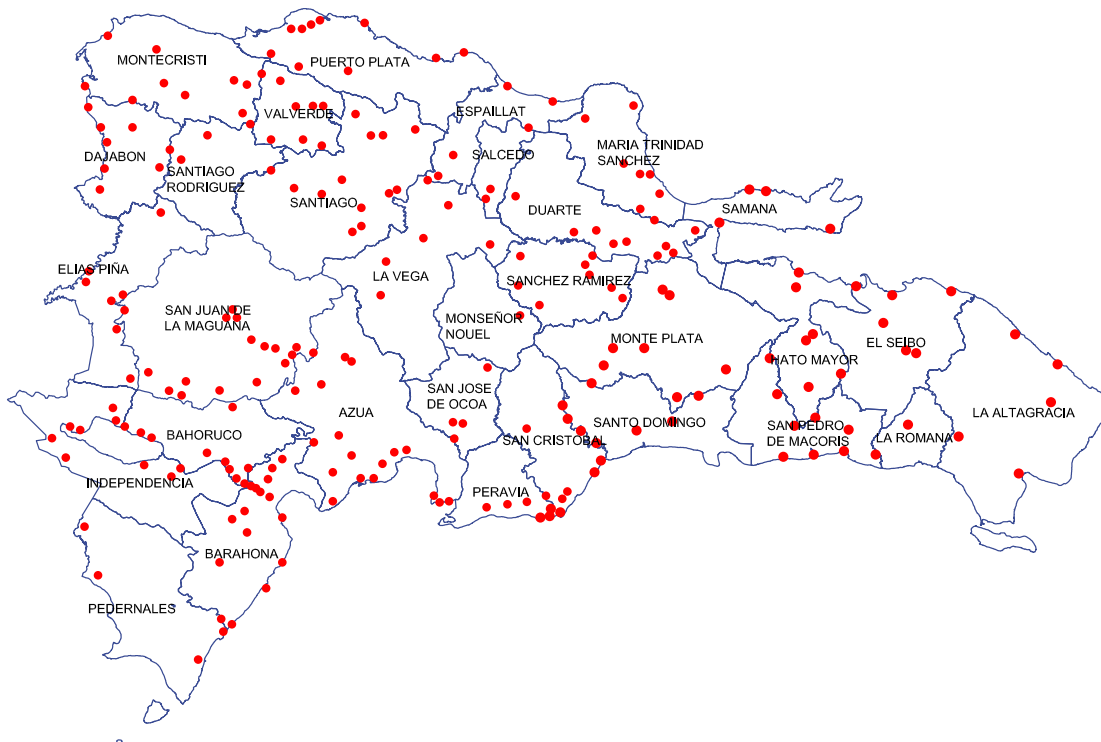 MONTECRISTI
PUERTO PLATA
VALVERDE
ESPAILLAT
DAJABON
SANTIAGO
RODRIGUEZ
SALCEDO
MARIA TRINIDAD
SANCHEZ
SANTIAGO
DUARTE
SAMANA
ELIAS PIÑA
LA VEGA
SANCHEZ RAMIREZ
SAN JUAN DE
LA MAGUANA
MONSEÑOR
NOUEL
MONTE PLATA
HATO MAYOR
EL SEIBO
SAN JOSE
DE OCOA
AZUA
LA ALTAGRACIA
SANTO DOMINGO
SAN PEDRO
DE MACORIS
LA ROMANA
BAHORUCO
SAN CRISTOBAL
INDEPENDENCIA
PERAVIA
BARAHONA
PEDERNALES